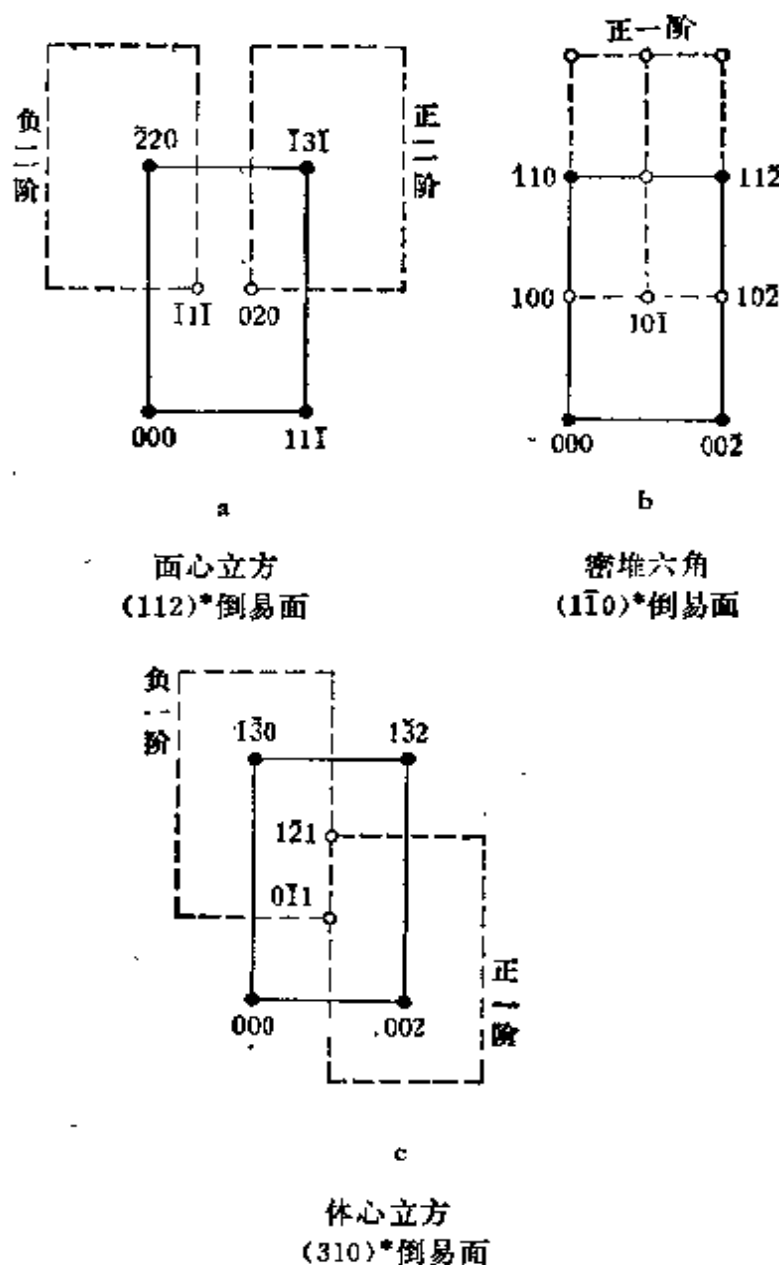 负二阶
正二阶
2̄20 1̄31̄
1̄11̄ 020
000 111̄
a
面心立方
(112)*倒易面
正一阶
110 112̄
100 101̄ 102̄
000 002̄
b
密堆六角
(11̄0)*倒易面
负一阶
13̄0 13̄2
12̄1
01̄1
正一阶
000 002
c
体心立方
(310)*倒易面